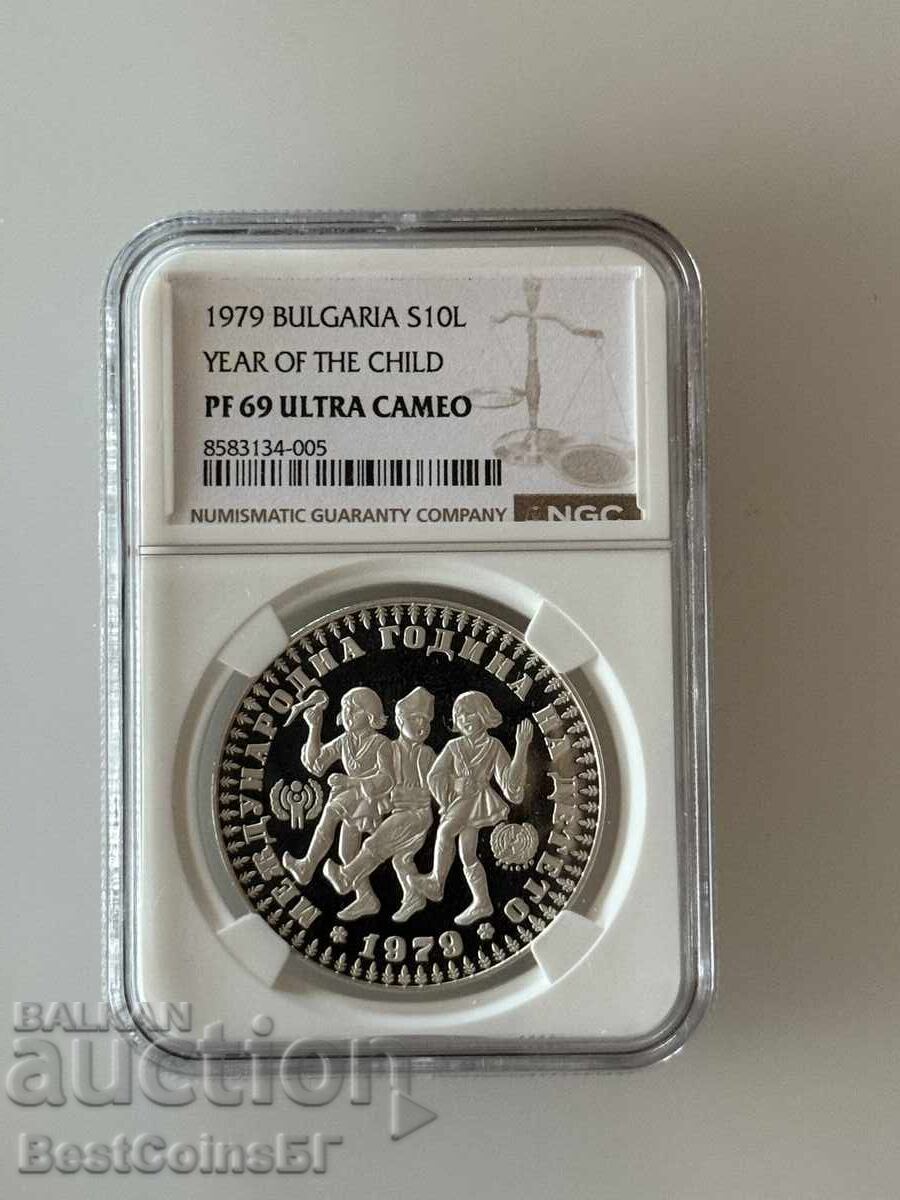 1979 BULGARIA S10L
YEAR OF THE CHILD
PF 69 ULTRA CAMEO
8583134-005
NUMISMATIC GUARANTY COMPANY NGC
МЕЖДУНАРОДНА ГОДИНА НА ДЕТЕТО
* 1979 *
BALKAN
auction
BestCoinsБГ